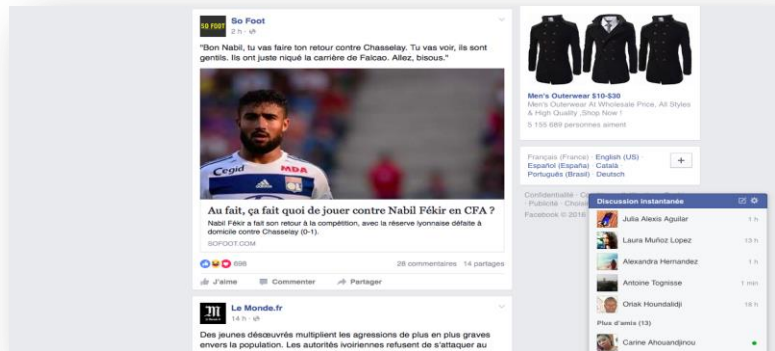 SO FOOT
So Foot
2 h ·
"Bon Nabil, tu vas faire ton retour contre Chasselay. Tu vas voir, ils sont
gentils. Ils ont juste niqué la carrière de Falcao. Allez, bisous."
Cegid
MDA
Au fait, ça fait quoi de jouer contre Nabil Fékir en CFA ?
Nabil Fékir a fait son retour à la compétition, avec la réserve lyonnaise défaite à
domicile contre Chasselay (0-1).
SOFOOT.COM
698
28 commentaires 14 partages
J'aime Commenter Partager
Le Monde.fr
14 h ·
Des jeunes désœuvrés multiplient les agressions de plus en plus graves
envers la population. Les autorités ivoiriennes refusent de s'attaquer au
Men's Outerwear $10-$30
Men's Outerwear At Wholesale Price, All Styles
& High Quality ,Shop Now !
5 155 689 personnes aiment
Français (France) · English (US) ·
Español (España) · Català ·
Português (Brasil) · Deutsch
+
Confidentialité ·
· Publicité ·
Facebook © 2016
Discussion instantanée
Julia Alexis Aguilar 1 h
Laura Muñoz Lopez 13 h
Alexandra Hernandez 1 h
Antoine Tognisse 1 min
Orisk Houndalidji 18 h
Plus d'amis (13)
Carine Ahouandjinou